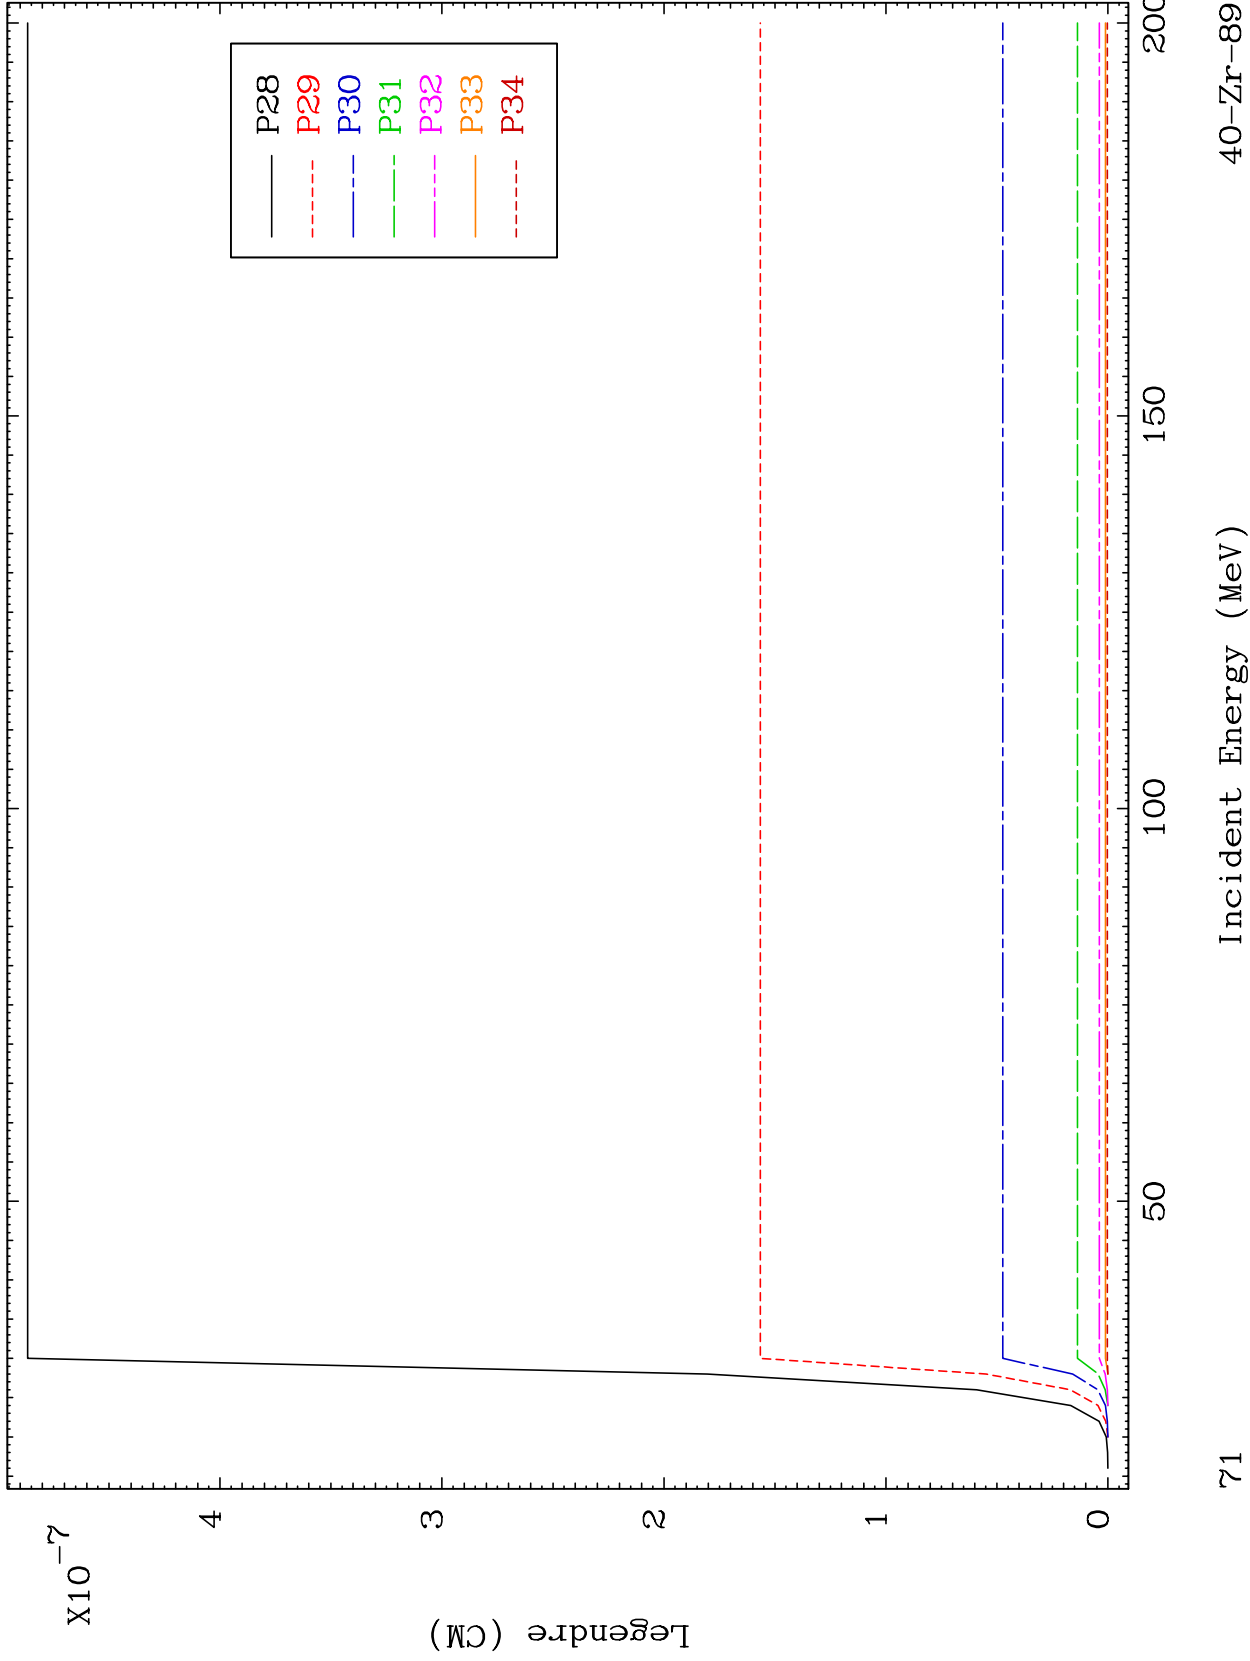 X10-7
Legendre (CM)
4
3
2
1
0
P28
P29
P30
P31
P32
P33
P34
50
100
150
200
Incident Energy (MeV)
71
40-Zr-89